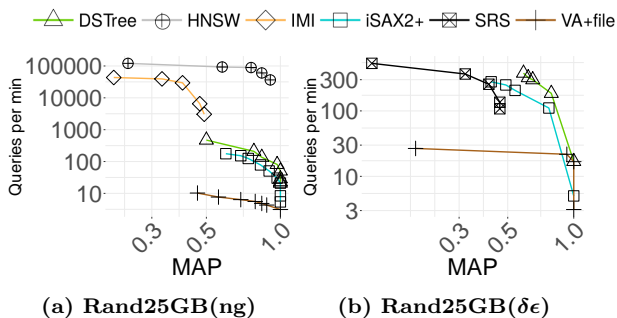 DSTree HNSW IMI iSAX2+ SRS VA+file
Queries per min
100000
10000
1000
100
10
0.3 0.5 1.0
MAP
(a) Rand25GB(ng)
Queries per min
300
100
30
10
3
0.3 0.5 1.0
MAP
(b) Rand25GB(δϵ)